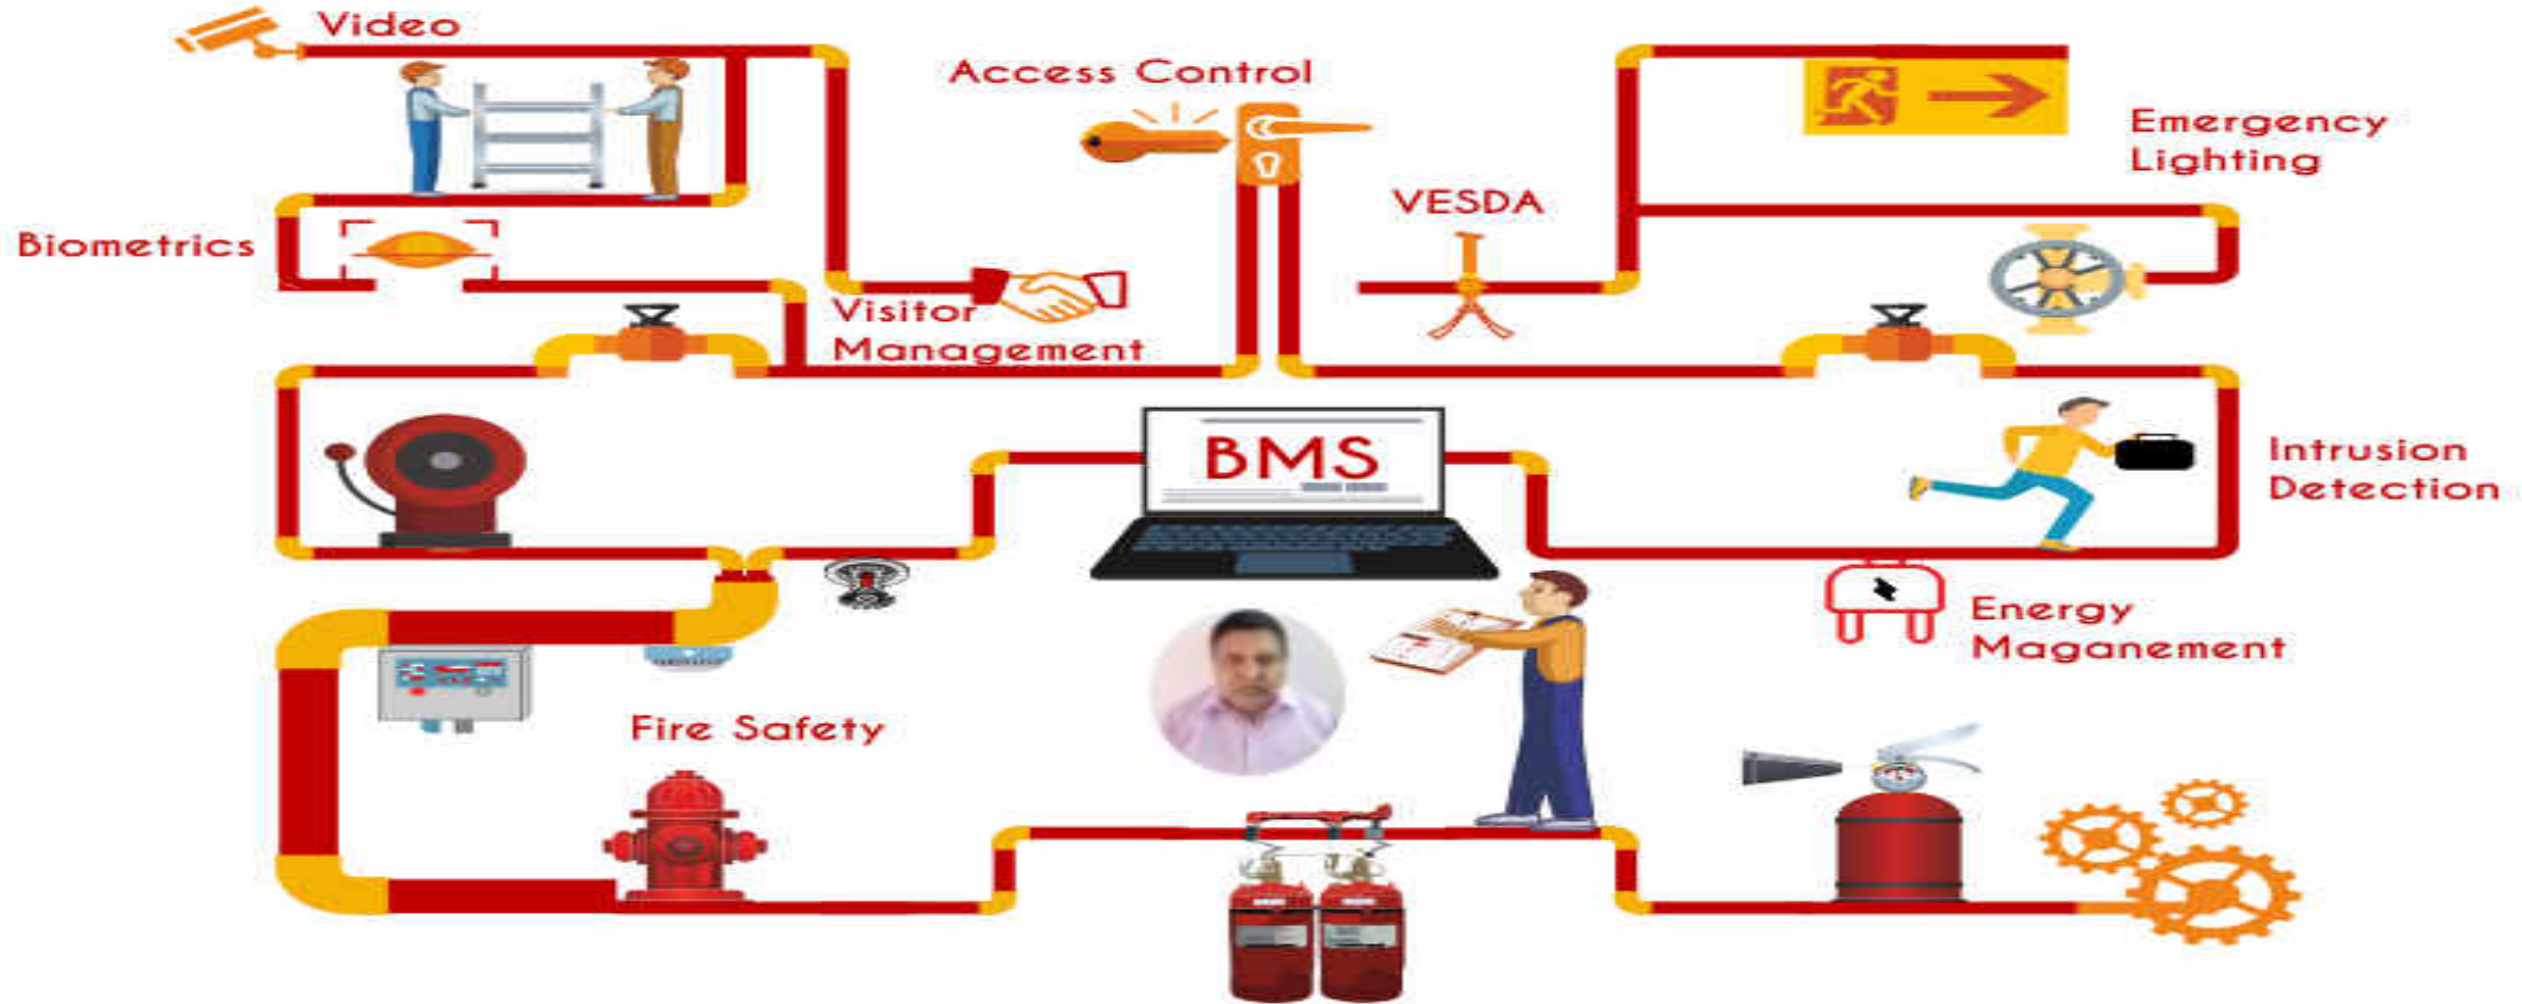 Video
Access Control
Emergency
Lighting
VESDA
Biometrics
Visitor
Management
BMS
Intrusion
Detection
Energy
Maganement
Fire Safety